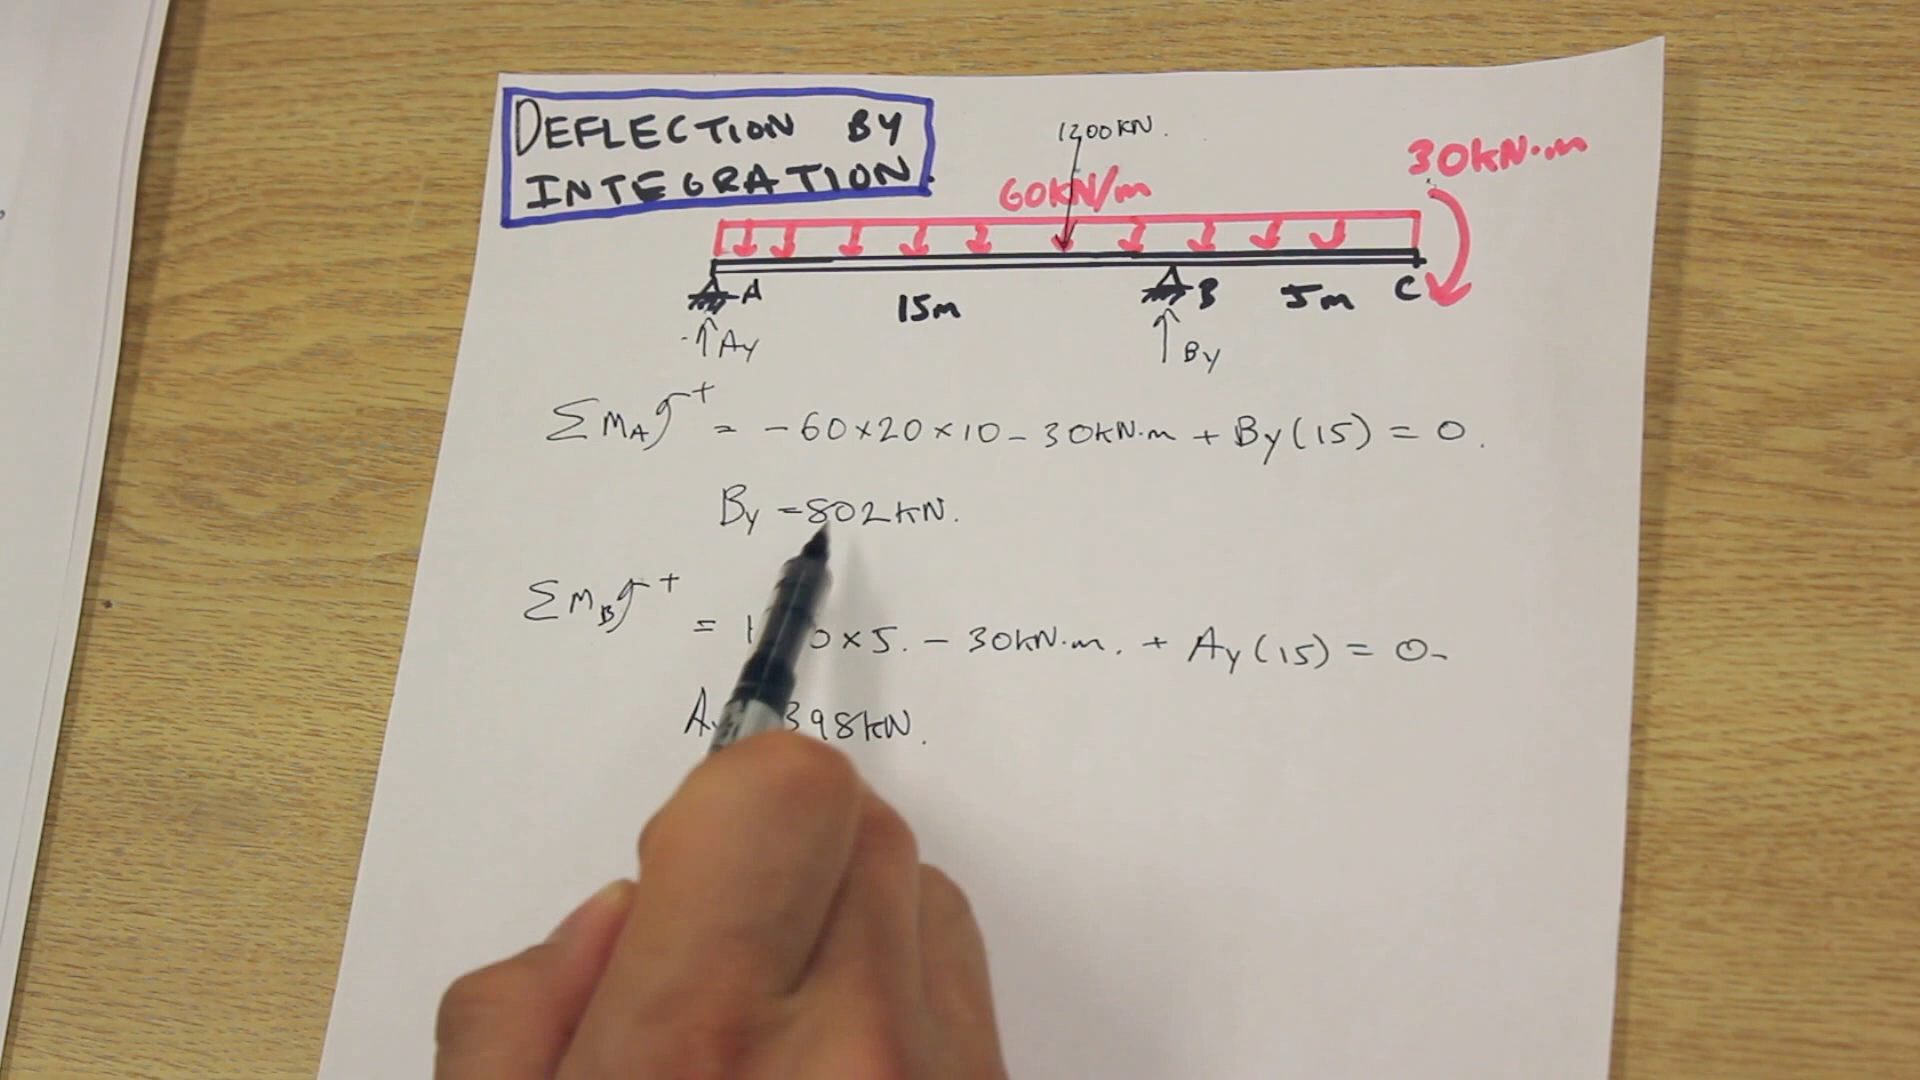 DEFLECTION BY
INTEGRATION.
1200KN.
60KN/m
30KN·m
A
15m
B
5m
C
Ay
By
ΣMA + = -60×20×10 - 30KN·m + By(15) = 0.
By = 802KN.
ΣMB +
= ×5. - 30KN·m. + Ay(15) = 0-
398KN.